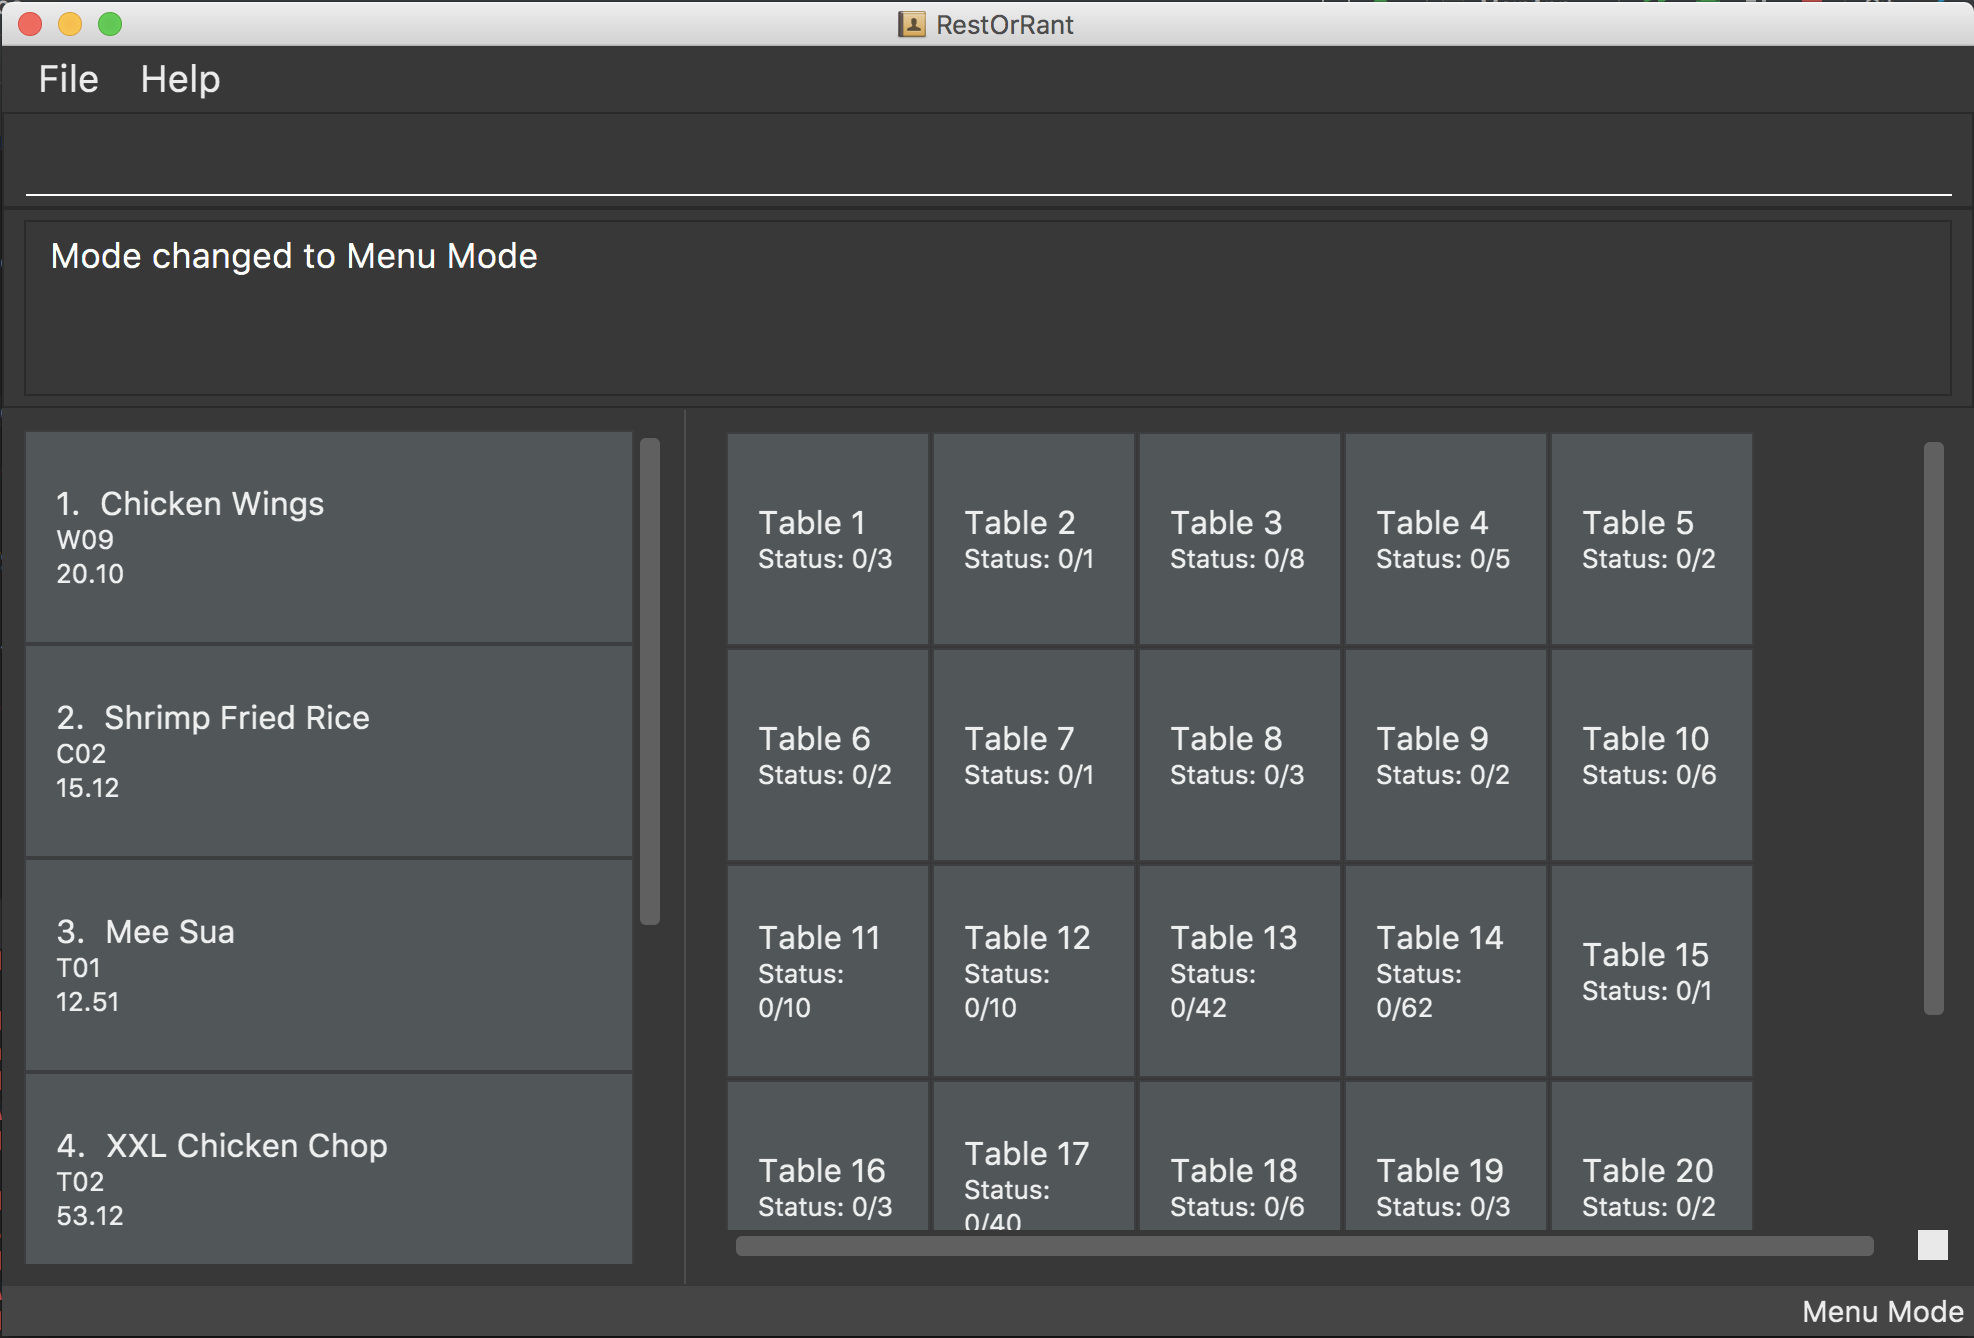 RestOrRant
File Help
Mode changed to Menu Mode
1. Chicken Wings
W09
20.10
2. Shrimp Fried Rice
C02
15.12
3. Mee Sua
T01
12.51
4. XXL Chicken Chop
T02
53.12
Table 1
Status: 0/3
Table 2
Status: 0/1
Table 3
Status: 0/8
Table 4
Status: 0/5
Table 5
Status: 0/2
Table 6
Status: 0/2
Table 7
Status: 0/1
Table 8
Status: 0/3
Table 9
Status: 0/2
Table 10
Status: 0/6
Table 11
Status:
0/10
Table 12
Status:
0/10
Table 13
Status:
0/42
Table 14
Status:
0/62
Table 15
Status: 0/1
Table 16
Status: 0/3
Table 17
Status:
0/40
Table 18
Status: 0/6
Table 19
Status: 0/3
Table 20
Status: 0/2
Menu Mode